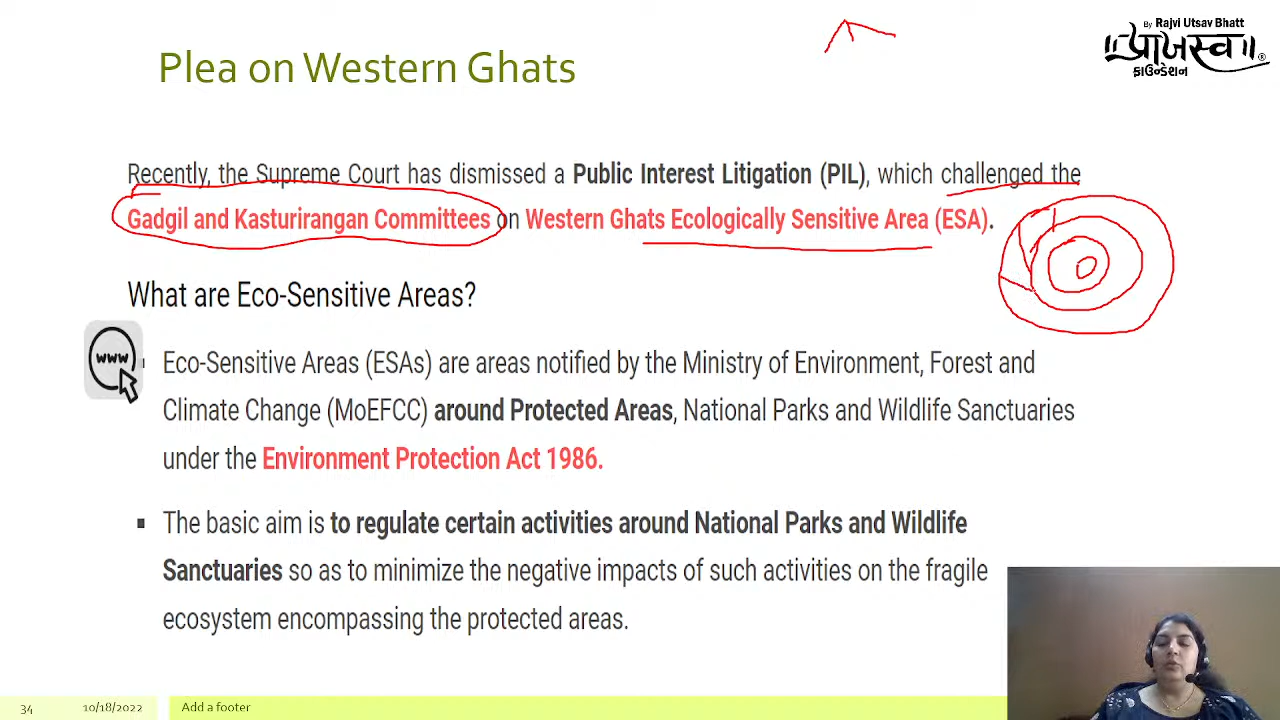 By Rajvi Utsav Bhatt
॥प्राजस्व॥
®
ફાઉન્ડેશન
Plea on Western Ghats
Recently, the Supreme Court has dismissed a Public Interest Litigation (PIL), which challenged the
Gadgil and Kasturirangan Committees on Western Ghats Ecologically Sensitive Area (ESA).
What are Eco-Sensitive Areas?
www
Eco-Sensitive Areas (ESAs) are areas notified by the Ministry of Environment, Forest and
Climate Change (MoEFCC) around Protected Areas, National Parks and Wildlife Sanctuaries
under the Environment Protection Act 1986.
▪ The basic aim is to regulate certain activities around National Parks and Wildlife
Sanctuaries so as to minimize the negative impacts of such activities on the fragile
ecosystem encompassing the protected areas.
34 10/18/2022 Add a footer